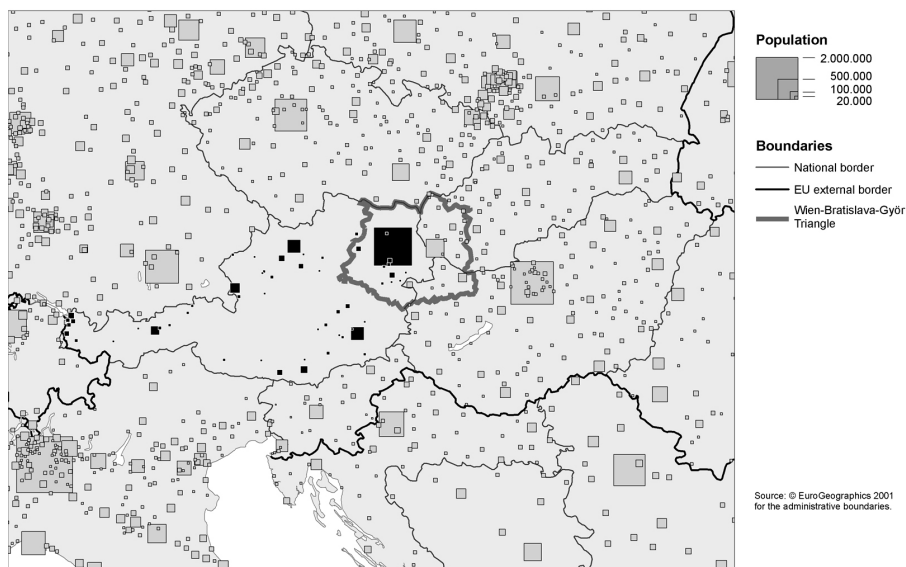 Population
2.000.000
500.000
100.000
20.000
Boundaries
National border
EU external border
Wien-Bratislava-Györ
Triangle
Source: © EuroGeographics 2001
for the administrative boundaries.